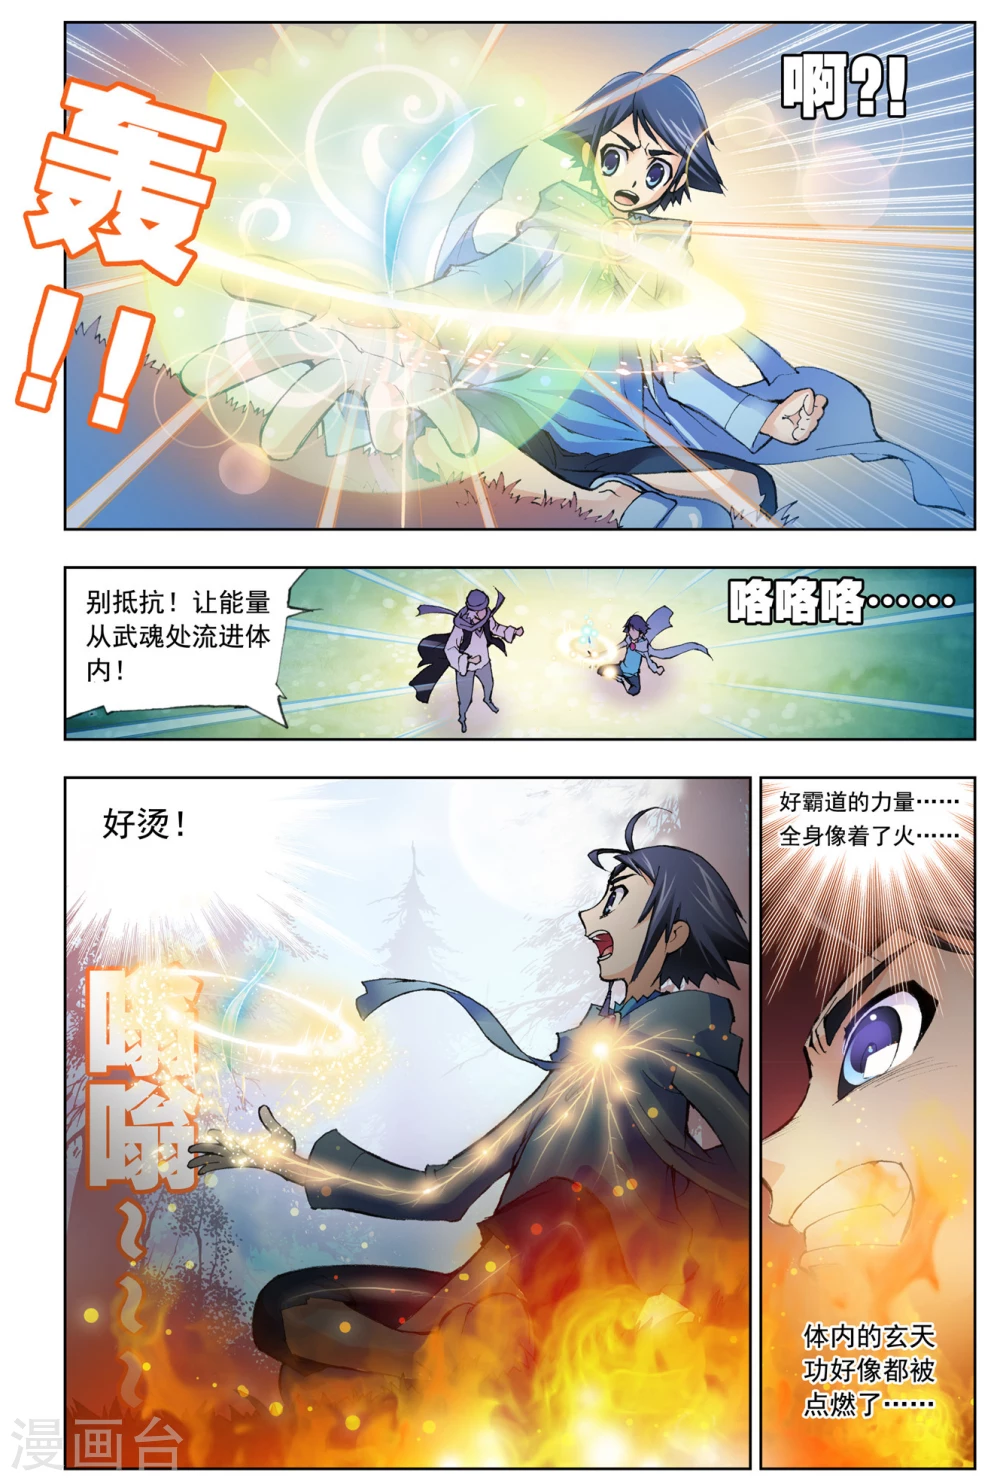 轰!!
啊?!
别抵抗！让能量
从武魂处流进体
内！
咯咯咯……
好烫！
嗡
嗡
～
～
～
好霸道的力量……
全身像着了火……
体内的玄天
功好像都被
点燃了……
漫画台